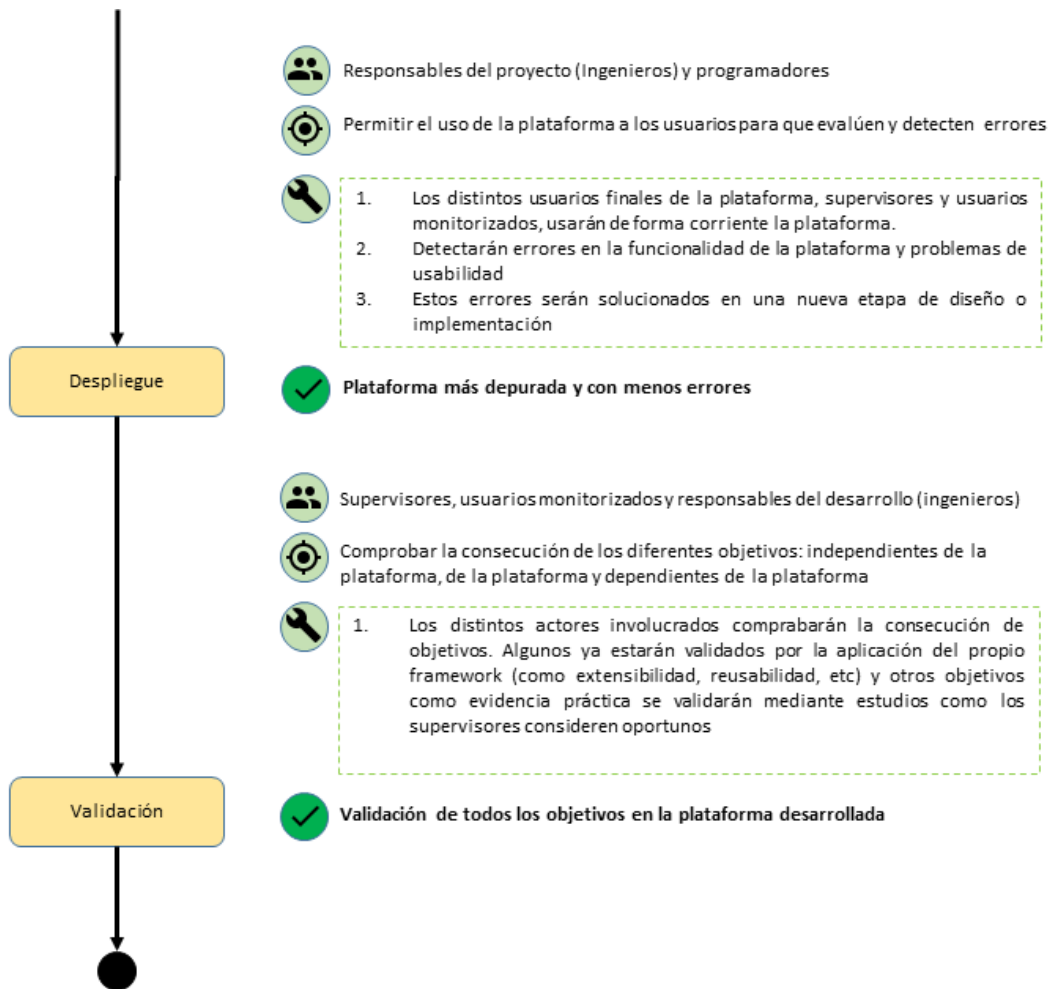 Responsables del proyecto (Ingenieros) y programadores
Permitir el uso de la plataforma a los usuarios para que evalúen y detecten errores
1. Los distintos usuarios finales de la plataforma, supervisores y usuarios
monitorizados, usarán de forma corriente la plataforma.
2. Detectarán errores en la funcionalidad de la plataforma y problemas de
usabilidad
3. Estos errores serán solucionados en una nueva etapa de diseño o
implementación
Despliegue
Plataforma más depurada y con menos errores
Supervisores, usuarios monitorizados y responsables del desarrollo (ingenieros)
Comprobar la consecución de los diferentes objetivos: independientes de la
plataforma, de la plataforma y dependientes de la plataforma
1. Los distintos actores involucrados comprabarán la consecución de
objetivos. Algunos ya estarán validados por la aplicación del propio
framework (como extensibilidad, reusabilidad, etc) y otros objetivos
como evidencia práctica se validarán mediante estudios como los
supervisores consideren oportunos
Validación
Validación de todos los objetivos en la plataforma desarrollada